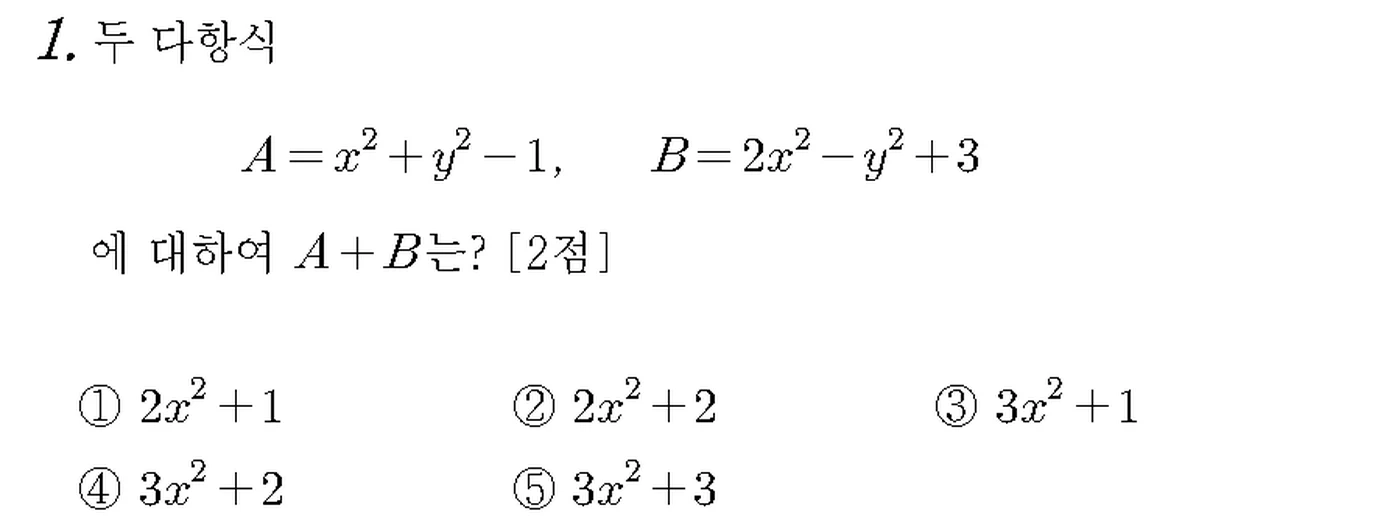 1. 두 다항식
A=x²+y²-1, B=2x²-y²+3
에 대하여 A+B는? [2점]
① 2x²+1 ② 2x²+2 ③ 3x²+1
④ 3x²+2 ⑤ 3x²+3